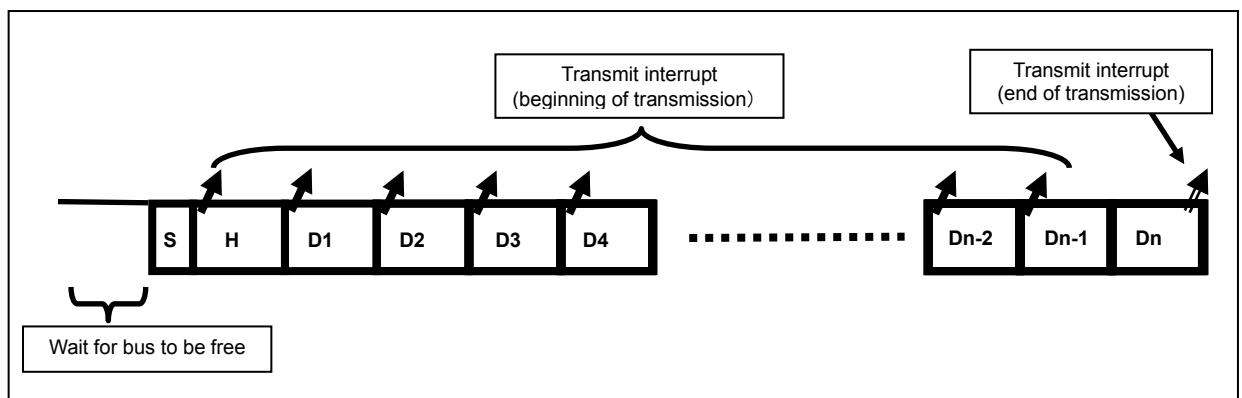 Transmit interrupt
(beginning of transmission）
Transmit interrupt
(end of transmission)
S H D1 D2 D3 D4 Dn-2 Dn-1 Dn
Wait for bus to be free